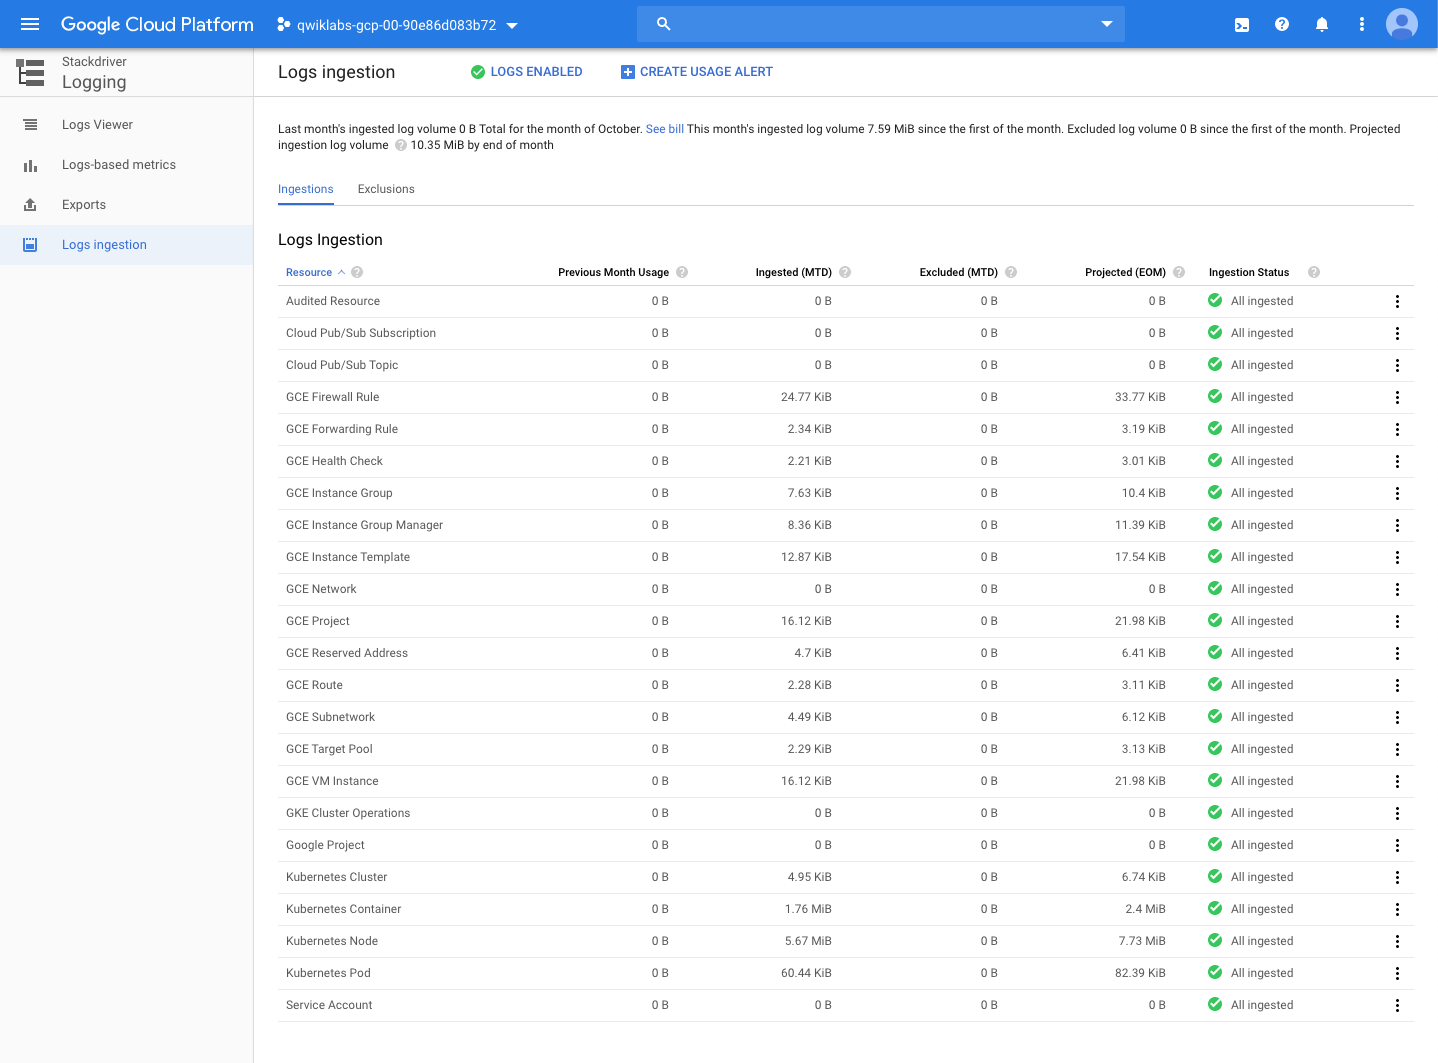 Google Cloud Platform
qwiklabs-gcp-00-90e86d083b72
Stackdriver
Logging
Logs ingestion
LOGS ENABLED
CREATE USAGE ALERT
Logs Viewer
Logs-based metrics
Exports
Logs ingestion
Last month's ingested log volume 0 B Total for the month of October. See bill This month's ingested log volume 7.59 MiB since the first of the month. Excluded log volume 0 B since the first of the month. Projected
ingestion log volume ? 10.35 MiB by end of month
Ingestions Exclusions
Logs Ingestion
Resource ? Previous Month Usage ? Ingested (MTD) ? Excluded (MTD) ? Projected (EOM) ? Ingestion Status ?
Audited Resource 0 B 0 B 0 B 0 B All ingested
Cloud Pub/Sub Subscription 0 B 0 B 0 B 0 B All ingested
Cloud Pub/Sub Topic 0 B 0 B 0 B 0 B All ingested
GCE Firewall Rule 0 B 24.77 KiB 0 B 33.77 KiB All ingested
GCE Forwarding Rule 0 B 2.34 KiB 0 B 3.19 KiB All ingested
GCE Health Check 0 B 2.21 KiB 0 B 3.01 KiB All ingested
GCE Instance Group 0 B 7.63 KiB 0 B 10.4 KiB All ingested
GCE Instance Group Manager 0 B 8.36 KiB 0 B 11.39 KiB All ingested
GCE Instance Template 0 B 12.87 KiB 0 B 17.54 KiB All ingested
GCE Network 0 B 0 B 0 B 0 B All ingested
GCE Project 0 B 16.12 KiB 0 B 21.98 KiB All ingested
GCE Reserved Address 0 B 4.7 KiB 0 B 6.41 KiB All ingested
GCE Route 0 B 2.28 KiB 0 B 3.11 KiB All ingested
GCE Subnetwork 0 B 4.49 KiB 0 B 6.12 KiB All ingested
GCE Target Pool 0 B 2.29 KiB 0 B 3.13 KiB All ingested
GCE VM Instance 0 B 16.12 KiB 0 B 21.98 KiB All ingested
GKE Cluster Operations 0 B 0 B 0 B 0 B All ingested
Google Project 0 B 0 B 0 B 0 B All ingested
Kubernetes Cluster 0 B 4.95 KiB 0 B 6.74 KiB All ingested
Kubernetes Container 0 B 1.76 MiB 0 B 2.4 MiB All ingested
Kubernetes Node 0 B 5.67 MiB 0 B 7.73 MiB All ingested
Kubernetes Pod 0 B 60.44 KiB 0 B 82.39 KiB All ingested
Service Account 0 B 0 B 0 B 0 B All ingested